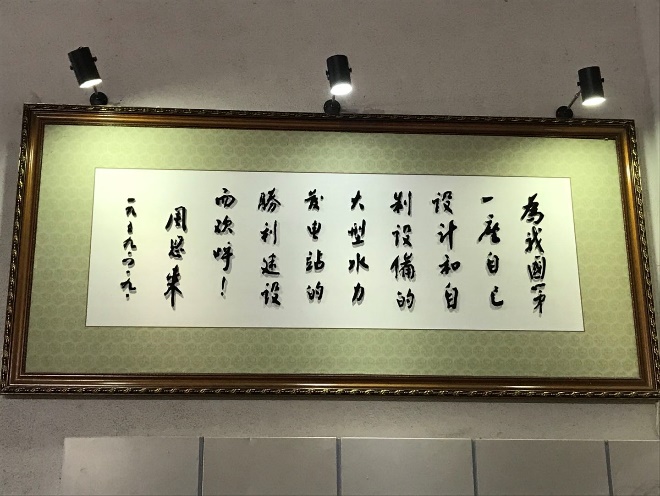 為我國第
一座自己
设计和自
制设備的
大型水力
发电站的
勝利建设
而欢呼！
周恩来
一九五九.四.九.